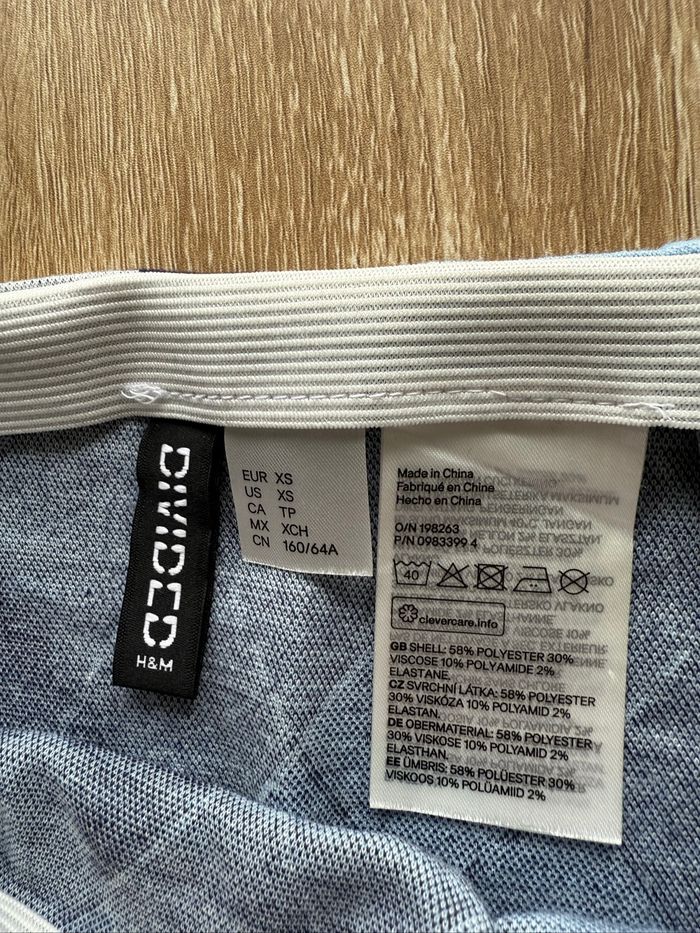 DIVIDED
H&M
EUR XS
US XS
CA TP
MX XCH
CN 160/64A
Made in China
Fabriqué en Chine
Hecho en China
O/N 198263
P/N 0983399 4
40
clevercare.info
GB SHELL: 58% POLYESTER 30%
VISCOSE 10% POLYAMIDE 2%
ELASTANE.
CZ SVRCHNÍ LÁTKA: 58% POLYESTER
30% VISKÓZA 10% POLYAMID 2%
ELASTAN.
DE OBERMATERIAL: 58% POLYESTER
30% VISKOSE 10% POLYAMID 2%
ELASTHAN.
EE ÜMBRIS: 58% POLÜESTER 30%
VISKOOS 10% POLÜAMIID 2%